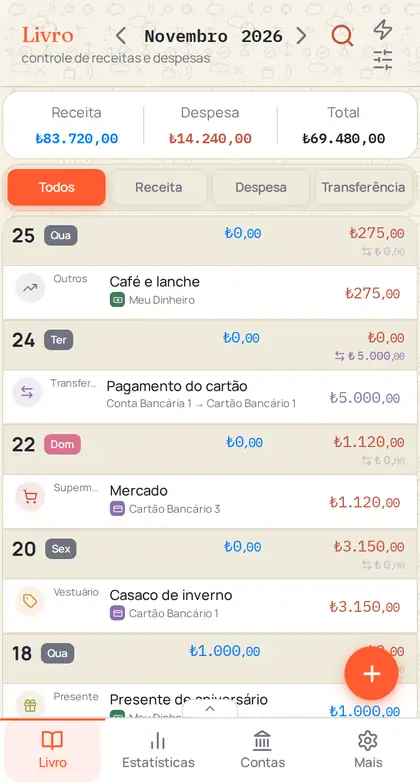 Livro
Novembro 2026
controle de receitas e despesas
Receita Despesa Total
₺83.720,00 ₺14.240,00 ₺69.480,00
Todos Receita Despesa Transferência
25 Qua ₺0,00 ₺275,00
₺0,00
Outros Café e lanche
Meu Dinheiro ₺275,00
24 Ter ₺0,00 ₺0,00
₺5.000,00
Transfer… Pagamento do cartão
Conta Bancária 1 → Cartão Bancário 1 ₺5.000,00
22 Dom ₺0,00 ₺1.120,00
₺0,00
Superm… Mercado
Cartão Bancário 3 ₺1.120,00
20 Sex ₺0,00 ₺3.150,00
₺0,00
Vestuário Casaco de inverno
Cartão Bancário 1 ₺3.150,00
18 Qua ₺1.000,00
Presente Presente de aniversário
₺1.000,00
Livro Estatísticas Contas Mais